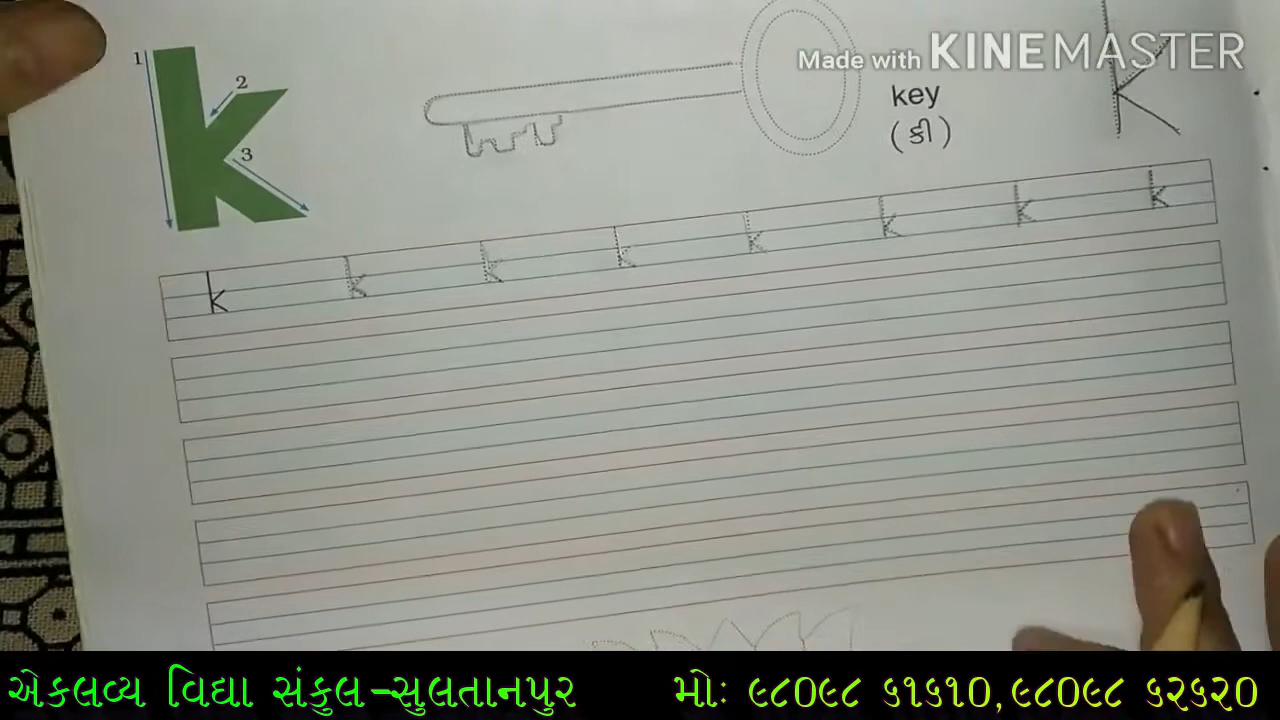 Made with KINEMASTER
k
1
2
3
key
(કી)
k
k k k k k k k k
એકલવ્ય વિદ્યા સંકુલ-સુલતાનપુર મોઃ ૯૮૦૯૮ ૬૧૬૧૦,૯૮૦૯૮ ૬૨૬૨૦